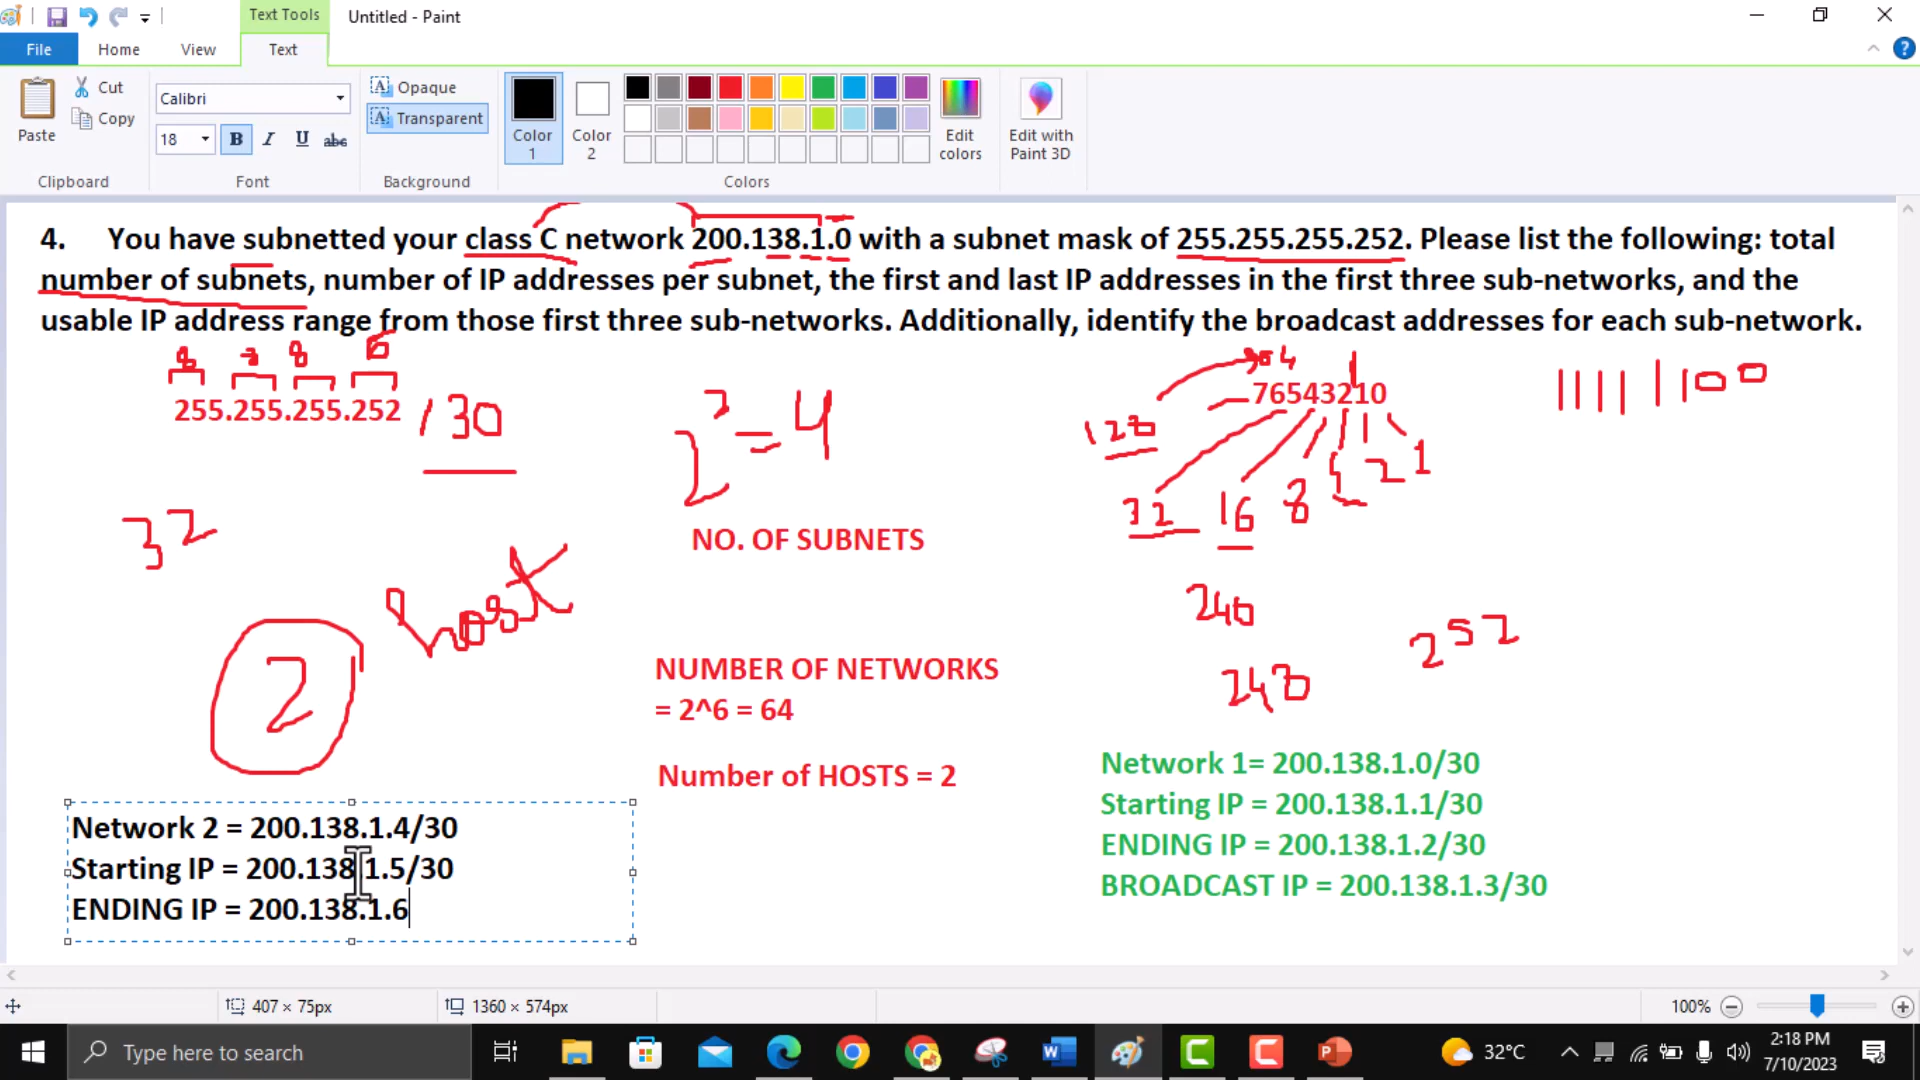 Text Tools
Untitled - Paint
File
Home
View
Text
?
Paste
Cut
Copy
Clipboard
Calibri
18
B
I
U
abc
Font
A Opaque
A Transparent
Background
Color
1
Color
2
Colors
Edit
colors
Edit with
Paint 3D
4. You have subnetted your class C network 200.138.1.0 with a subnet mask of 255.255.255.252. Please list the following: total
number of subnets, number of IP addresses per subnet, the first and last IP addresses in the first three sub-networks, and the
usable IP address range from those first three sub-networks. Additionally, identify the broadcast addresses for each sub-network.
8 8 6
255.255.255.252 /30
2
2 = 4
76543210
11111100
128
32 16 8 2 1
32
2
host
NO. OF SUBNETS
240
248
252
NUMBER OF NETWORKS
= 2^6 = 64
Number of HOSTS = 2
Network 1= 200.138.1.0/30
Starting IP = 200.138.1.1/30
ENDING IP = 200.138.1.2/30
BROADCAST IP = 200.138.1.3/30
Network 2 = 200.138.1.4/30
Starting IP = 200.138.1.5/30
ENDING IP = 200.138.1.6
407 × 75px
1360 × 574px
100%
Type here to search
32°C
2:18 PM
7/10/2023